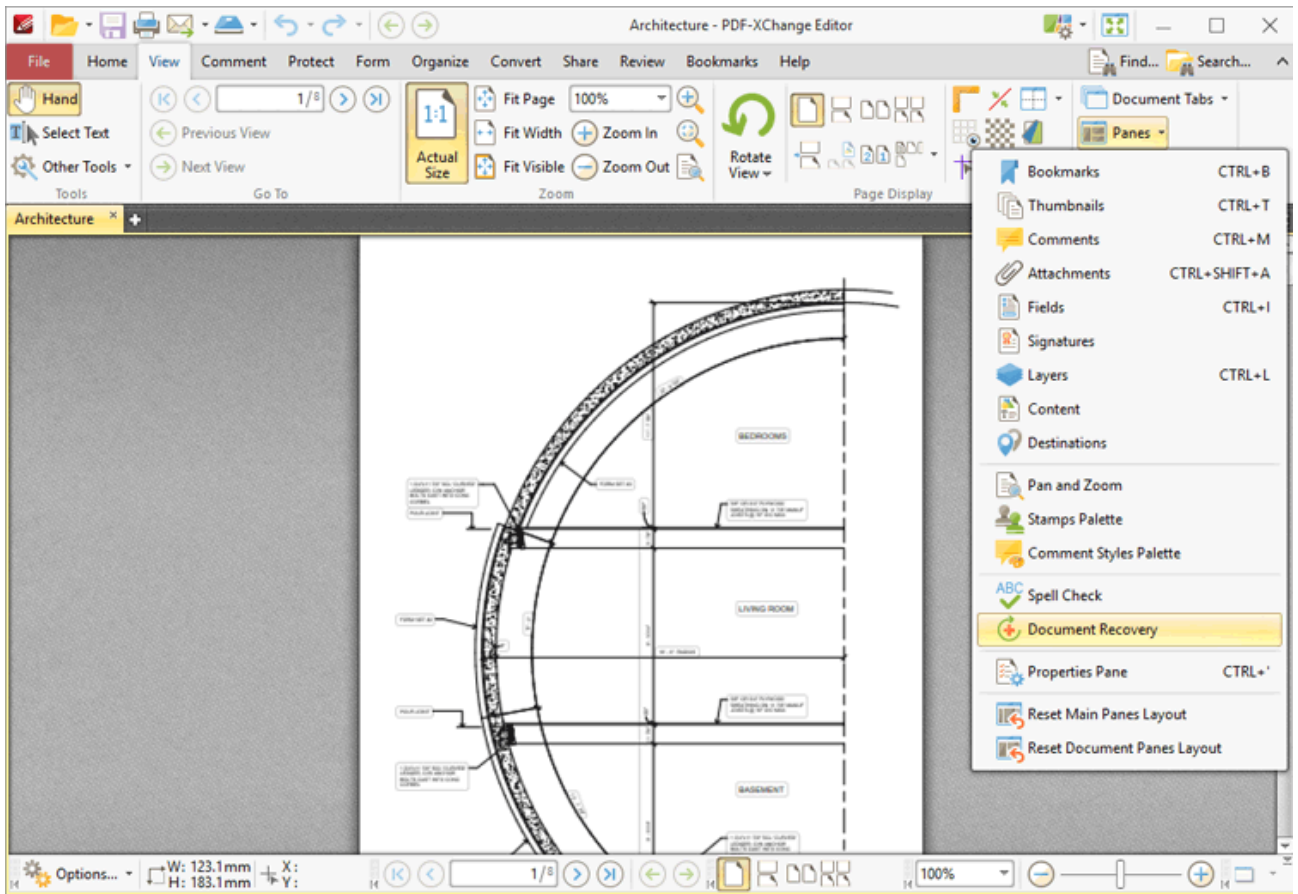 Architecture - PDF-XChange Editor
File Home View Comment Protect Form Organize Convert Share Review Bookmarks Help Find... Search...
Hand
Select Text
Other Tools
Tools
1/8
Previous View
Next View
Go To
1:1
Actual
Size
Fit Page 100%
Fit Width Zoom In
Fit Visible Zoom Out
Zoom
Rotate
View
Page Display
Document Tabs
Panes
Architecture
Bookmarks CTRL+B
Thumbnails CTRL+T
Comments CTRL+M
Attachments CTRL+SHIFT+A
Fields CTRL+I
Signatures
Layers CTRL+L
Content
Destinations
Pan and Zoom
Stamps Palette
Comment Styles Palette
ABC Spell Check
Document Recovery
Properties Pane CTRL+'
Reset Main Panes Layout
Reset Document Panes Layout
BEDROOMS
LIVING ROOM
BASEMENT
Options... W: 123.1mm X:
H: 183.1mm Y:
1/8
100%